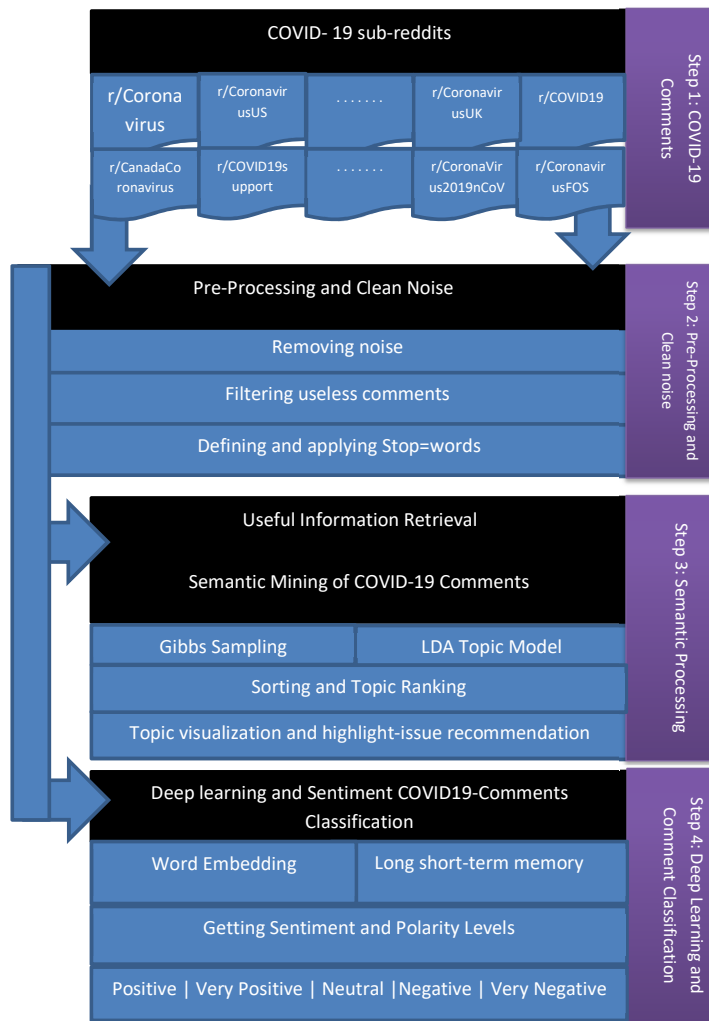 COVID- 19 sub-reddits
r/Corona
virus
r/Coronavir
usUS
. . . . . . .
r/Coronavir
usUK
r/COVID19
r/CanadaCo
ronavirus
r/COVID19s
upport
. . . . . . .
r/CoronaVir
us2019nCoV
r/Coronavir
usFOS
Step 1: COVID-19
Comments
Pre-Processing and Clean Noise
Removing noise
Filtering useless comments
Defining and applying Stop=words
Step 2: Pre-Processing and
Clean noise
Useful Information Retrieval
Semantic Mining of COVID-19 Comments
Gibbs Sampling
LDA Topic Model
Sorting and Topic Ranking
Topic visualization and highlight-issue recommendation
Step 3: Semantic Processing
Deep learning and Sentiment COVID19-Comments
Classification
Word Embedding
Long short-term memory
Getting Sentiment and Polarity Levels
Positive | Very Positive | Neutral |Negative | Very Negative
Step 4: Deep Learning and
Comment Classification